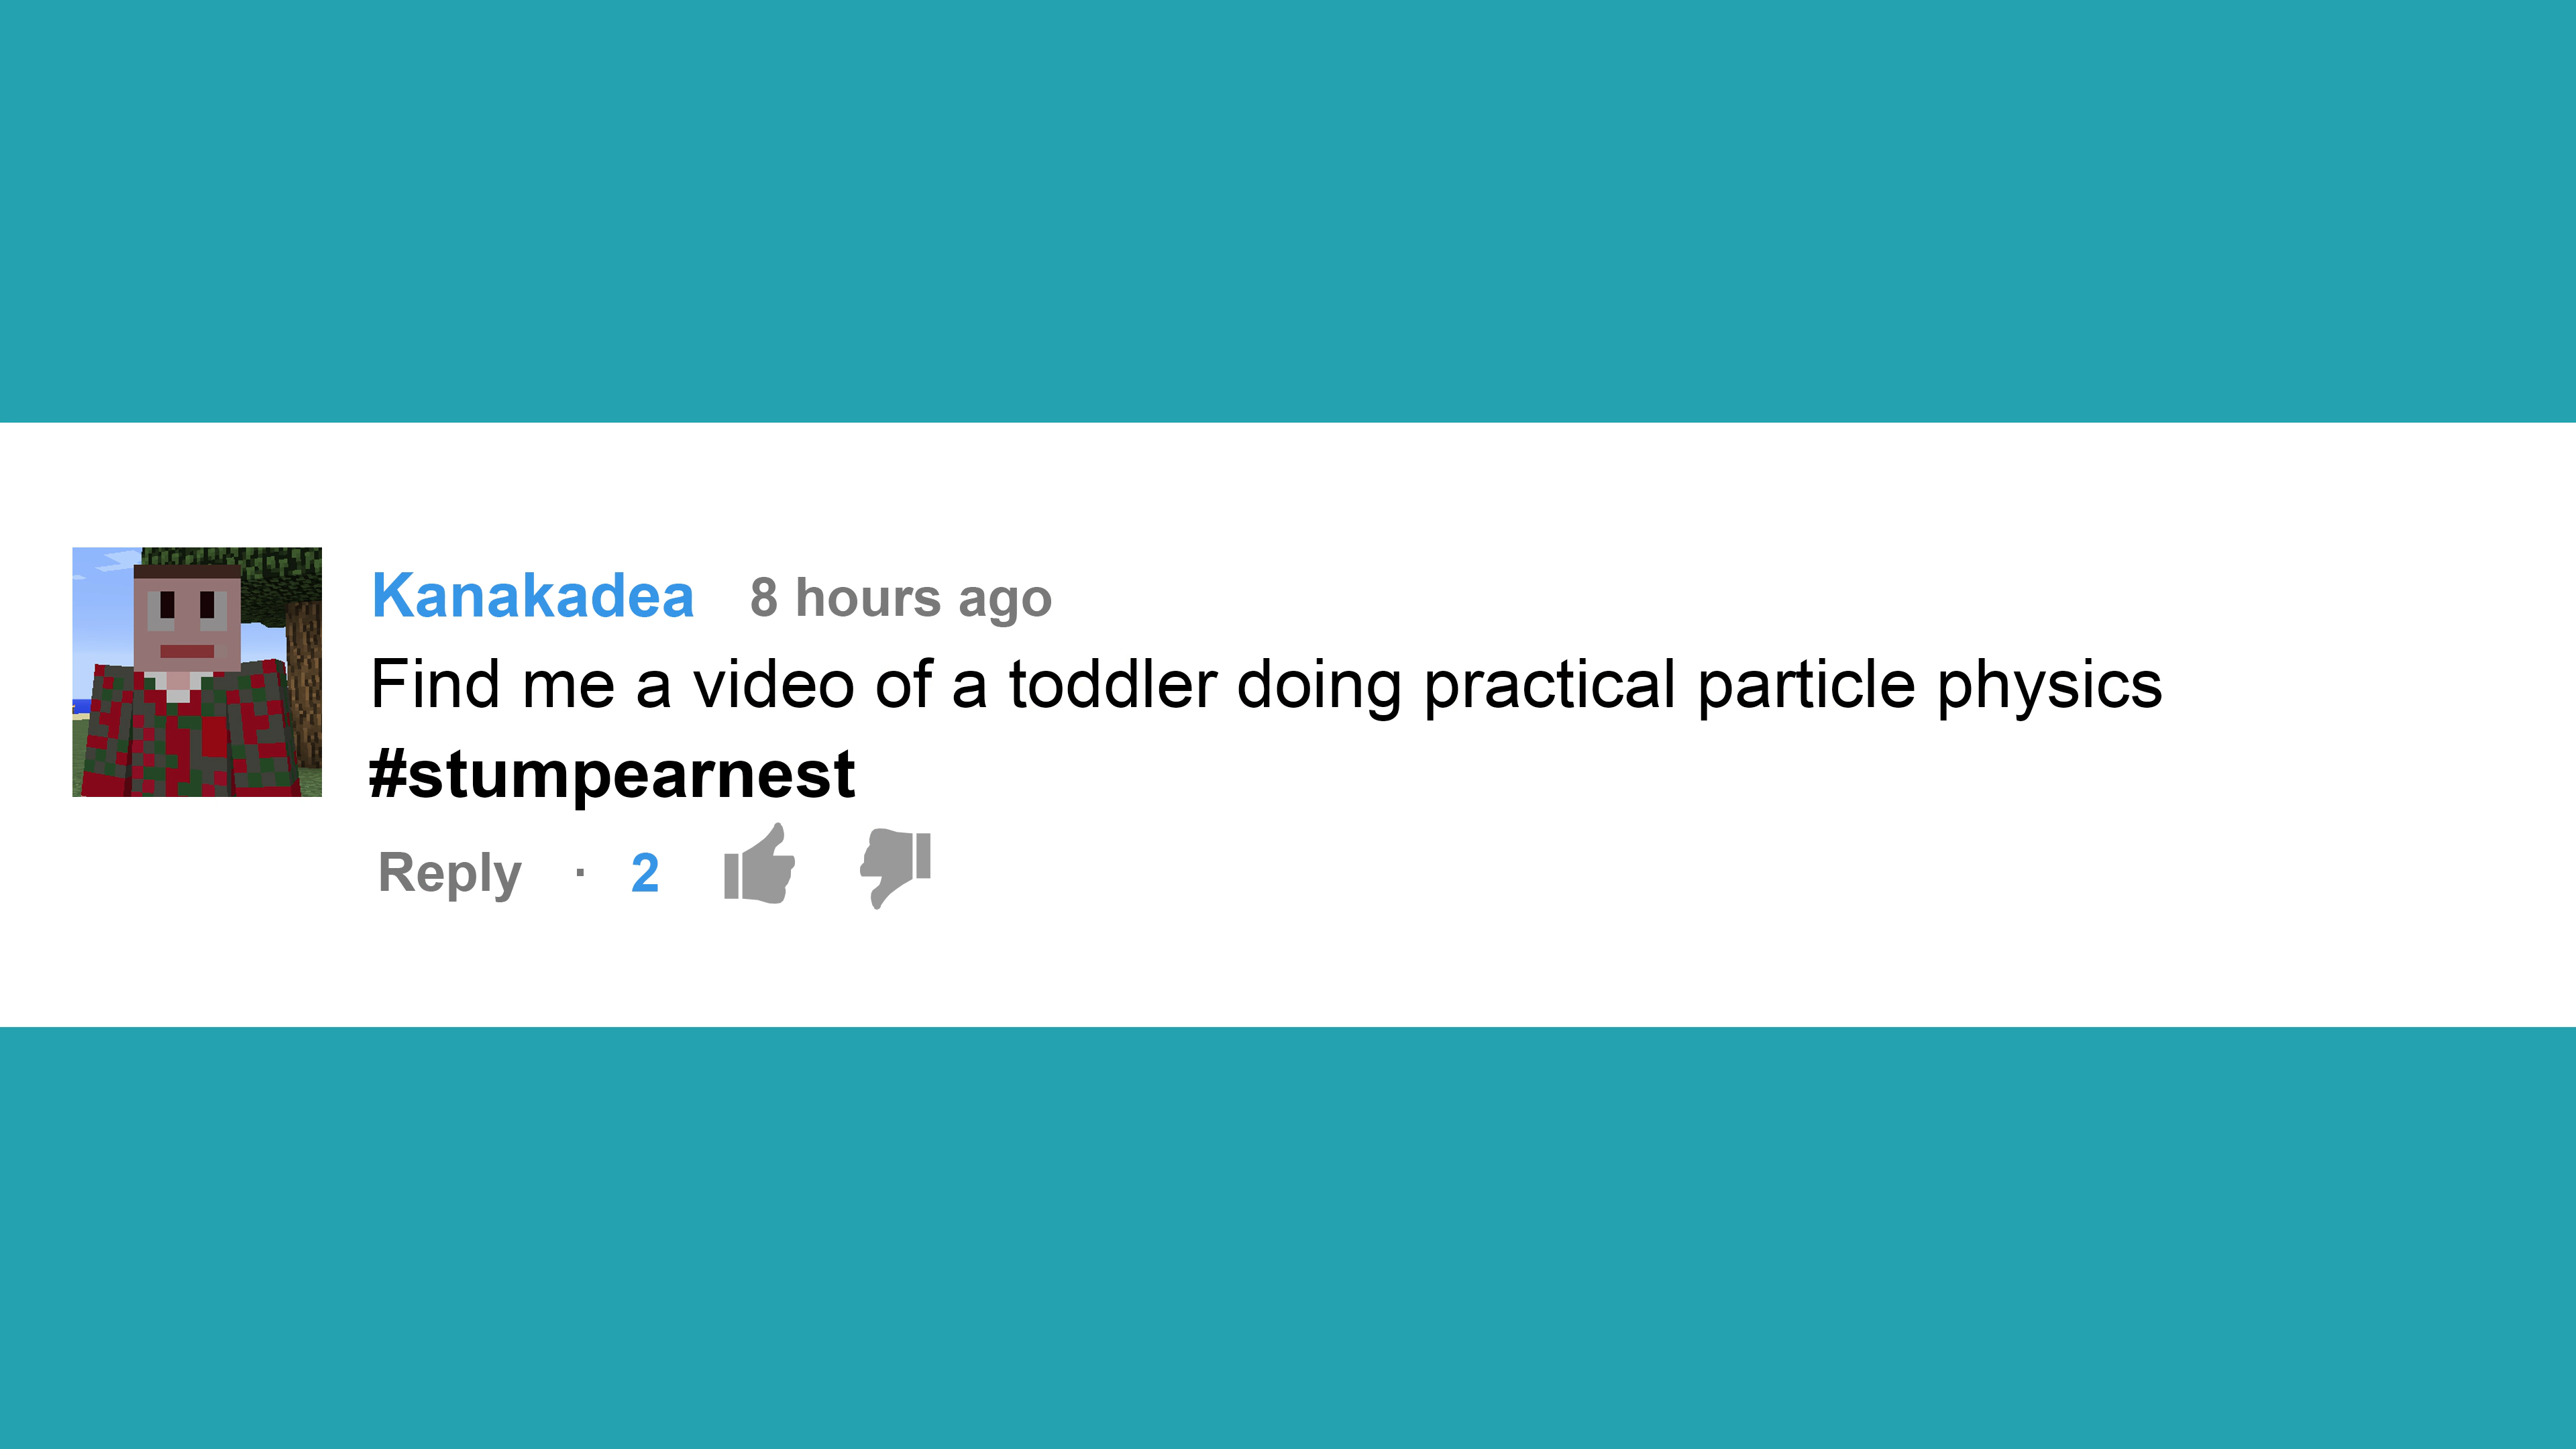 Kanakadea 8 hours ago
Find me a video of a toddler doing practical particle physics
#stumpearnest
Reply · 2